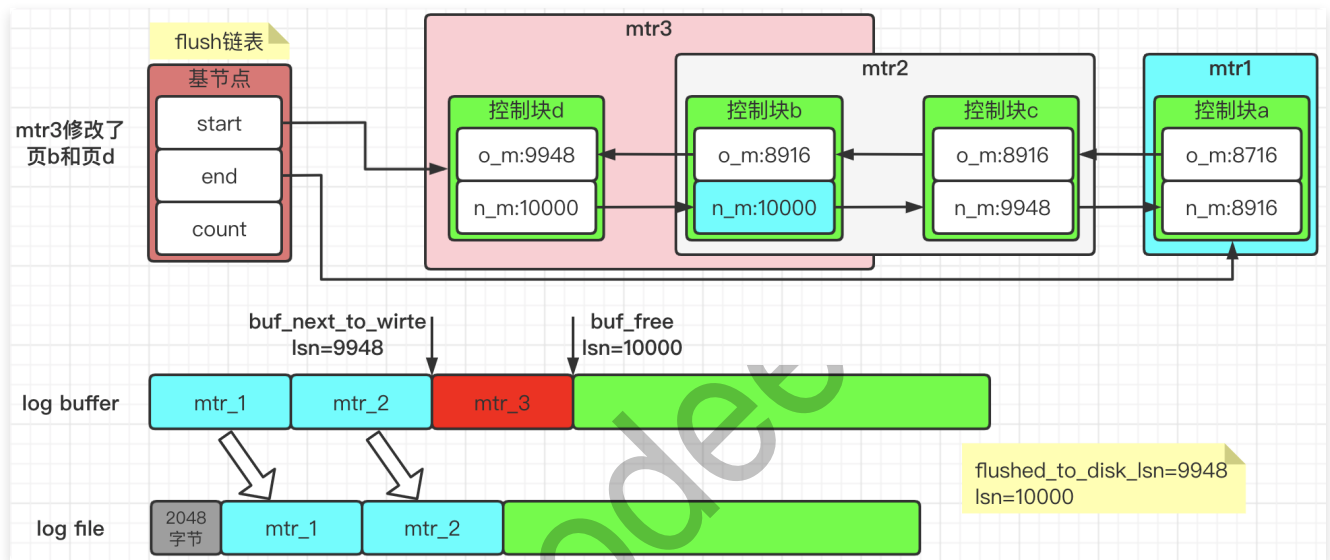 flush链表
基节点
start
end
count
mtr3修改了
页b和页d
mtr3
mtr2
mtr1
控制块d
o_m:9948
n_m:10000
控制块b
o_m:8916
n_m:10000
控制块c
o_m:8916
n_m:9948
控制块a
o_m:8716
n_m:8916
buf_next_to_wirte
lsn=9948
buf_free
lsn=10000
log buffer
mtr_1
mtr_2
mtr_3
flushed_to_disk_lsn=9948
lsn=10000
log file
2048
字节
mtr_1
mtr_2